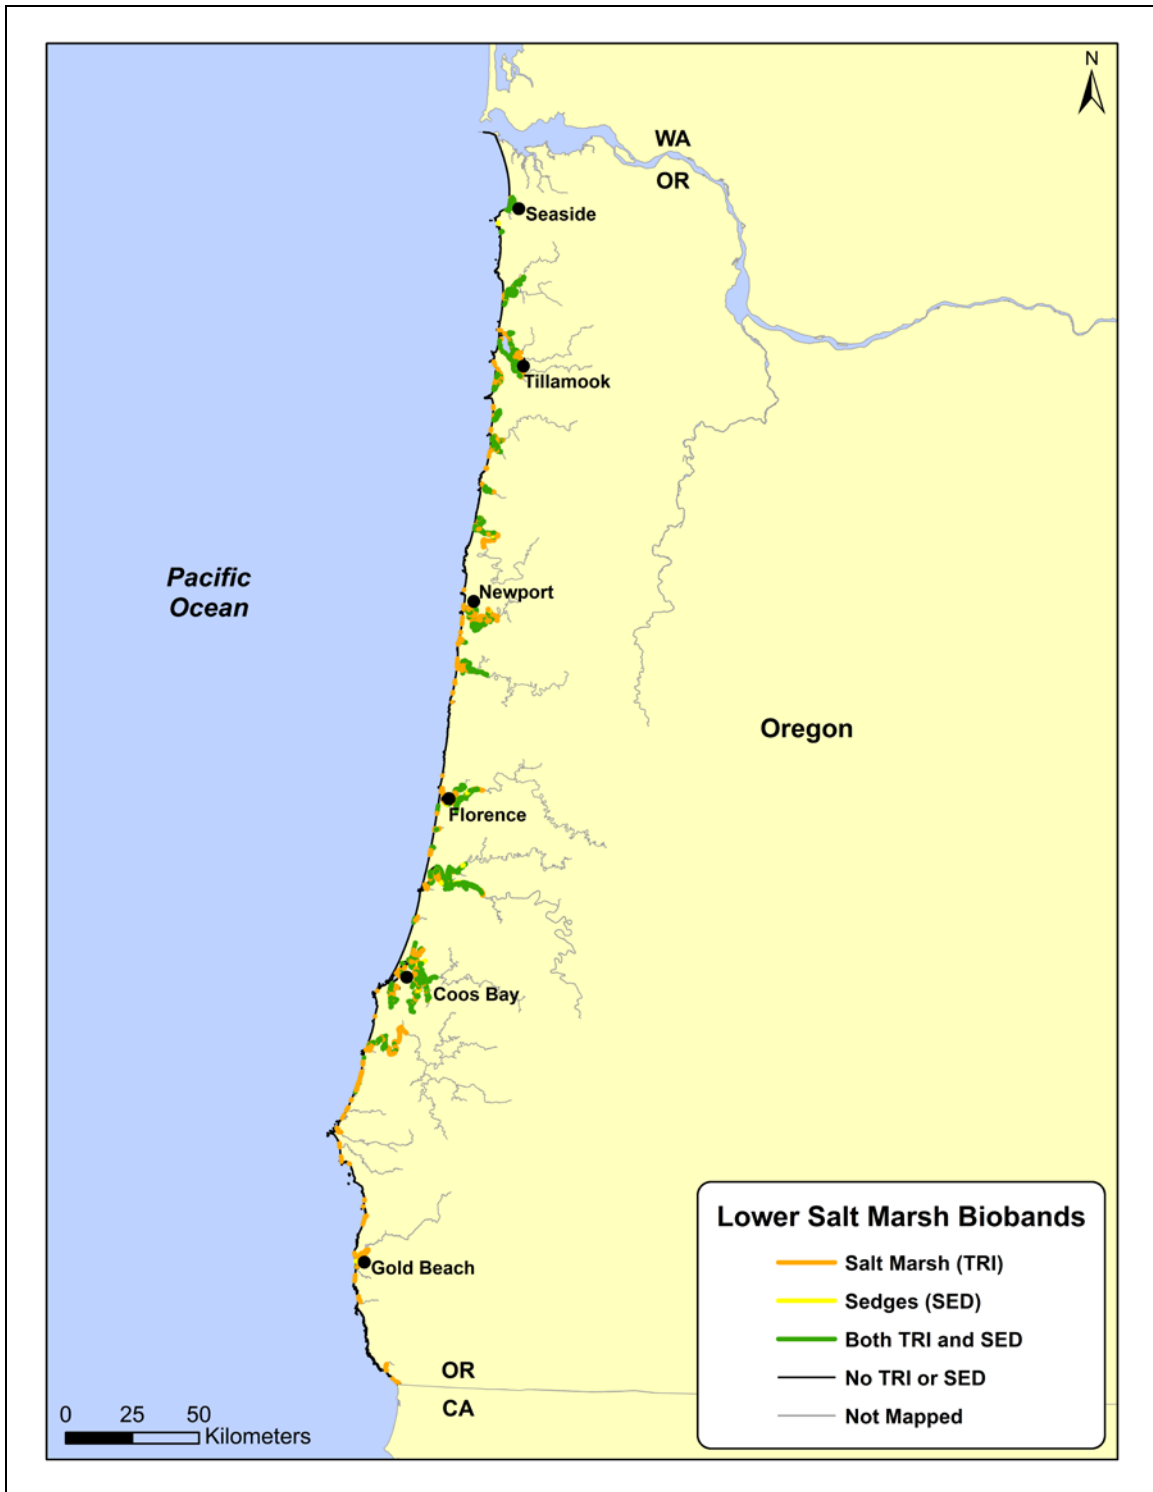 N
WA
OR
Seaside
Tillamook
Pacific
Ocean
Newport
Oregon
Florence
Coos Bay
Gold Beach
OR
CA
0 25 50
Kilometers
Lower Salt Marsh Biobands
Salt Marsh (TRI)
Sedges (SED)
Both TRI and SED
No TRI or SED
Not Mapped